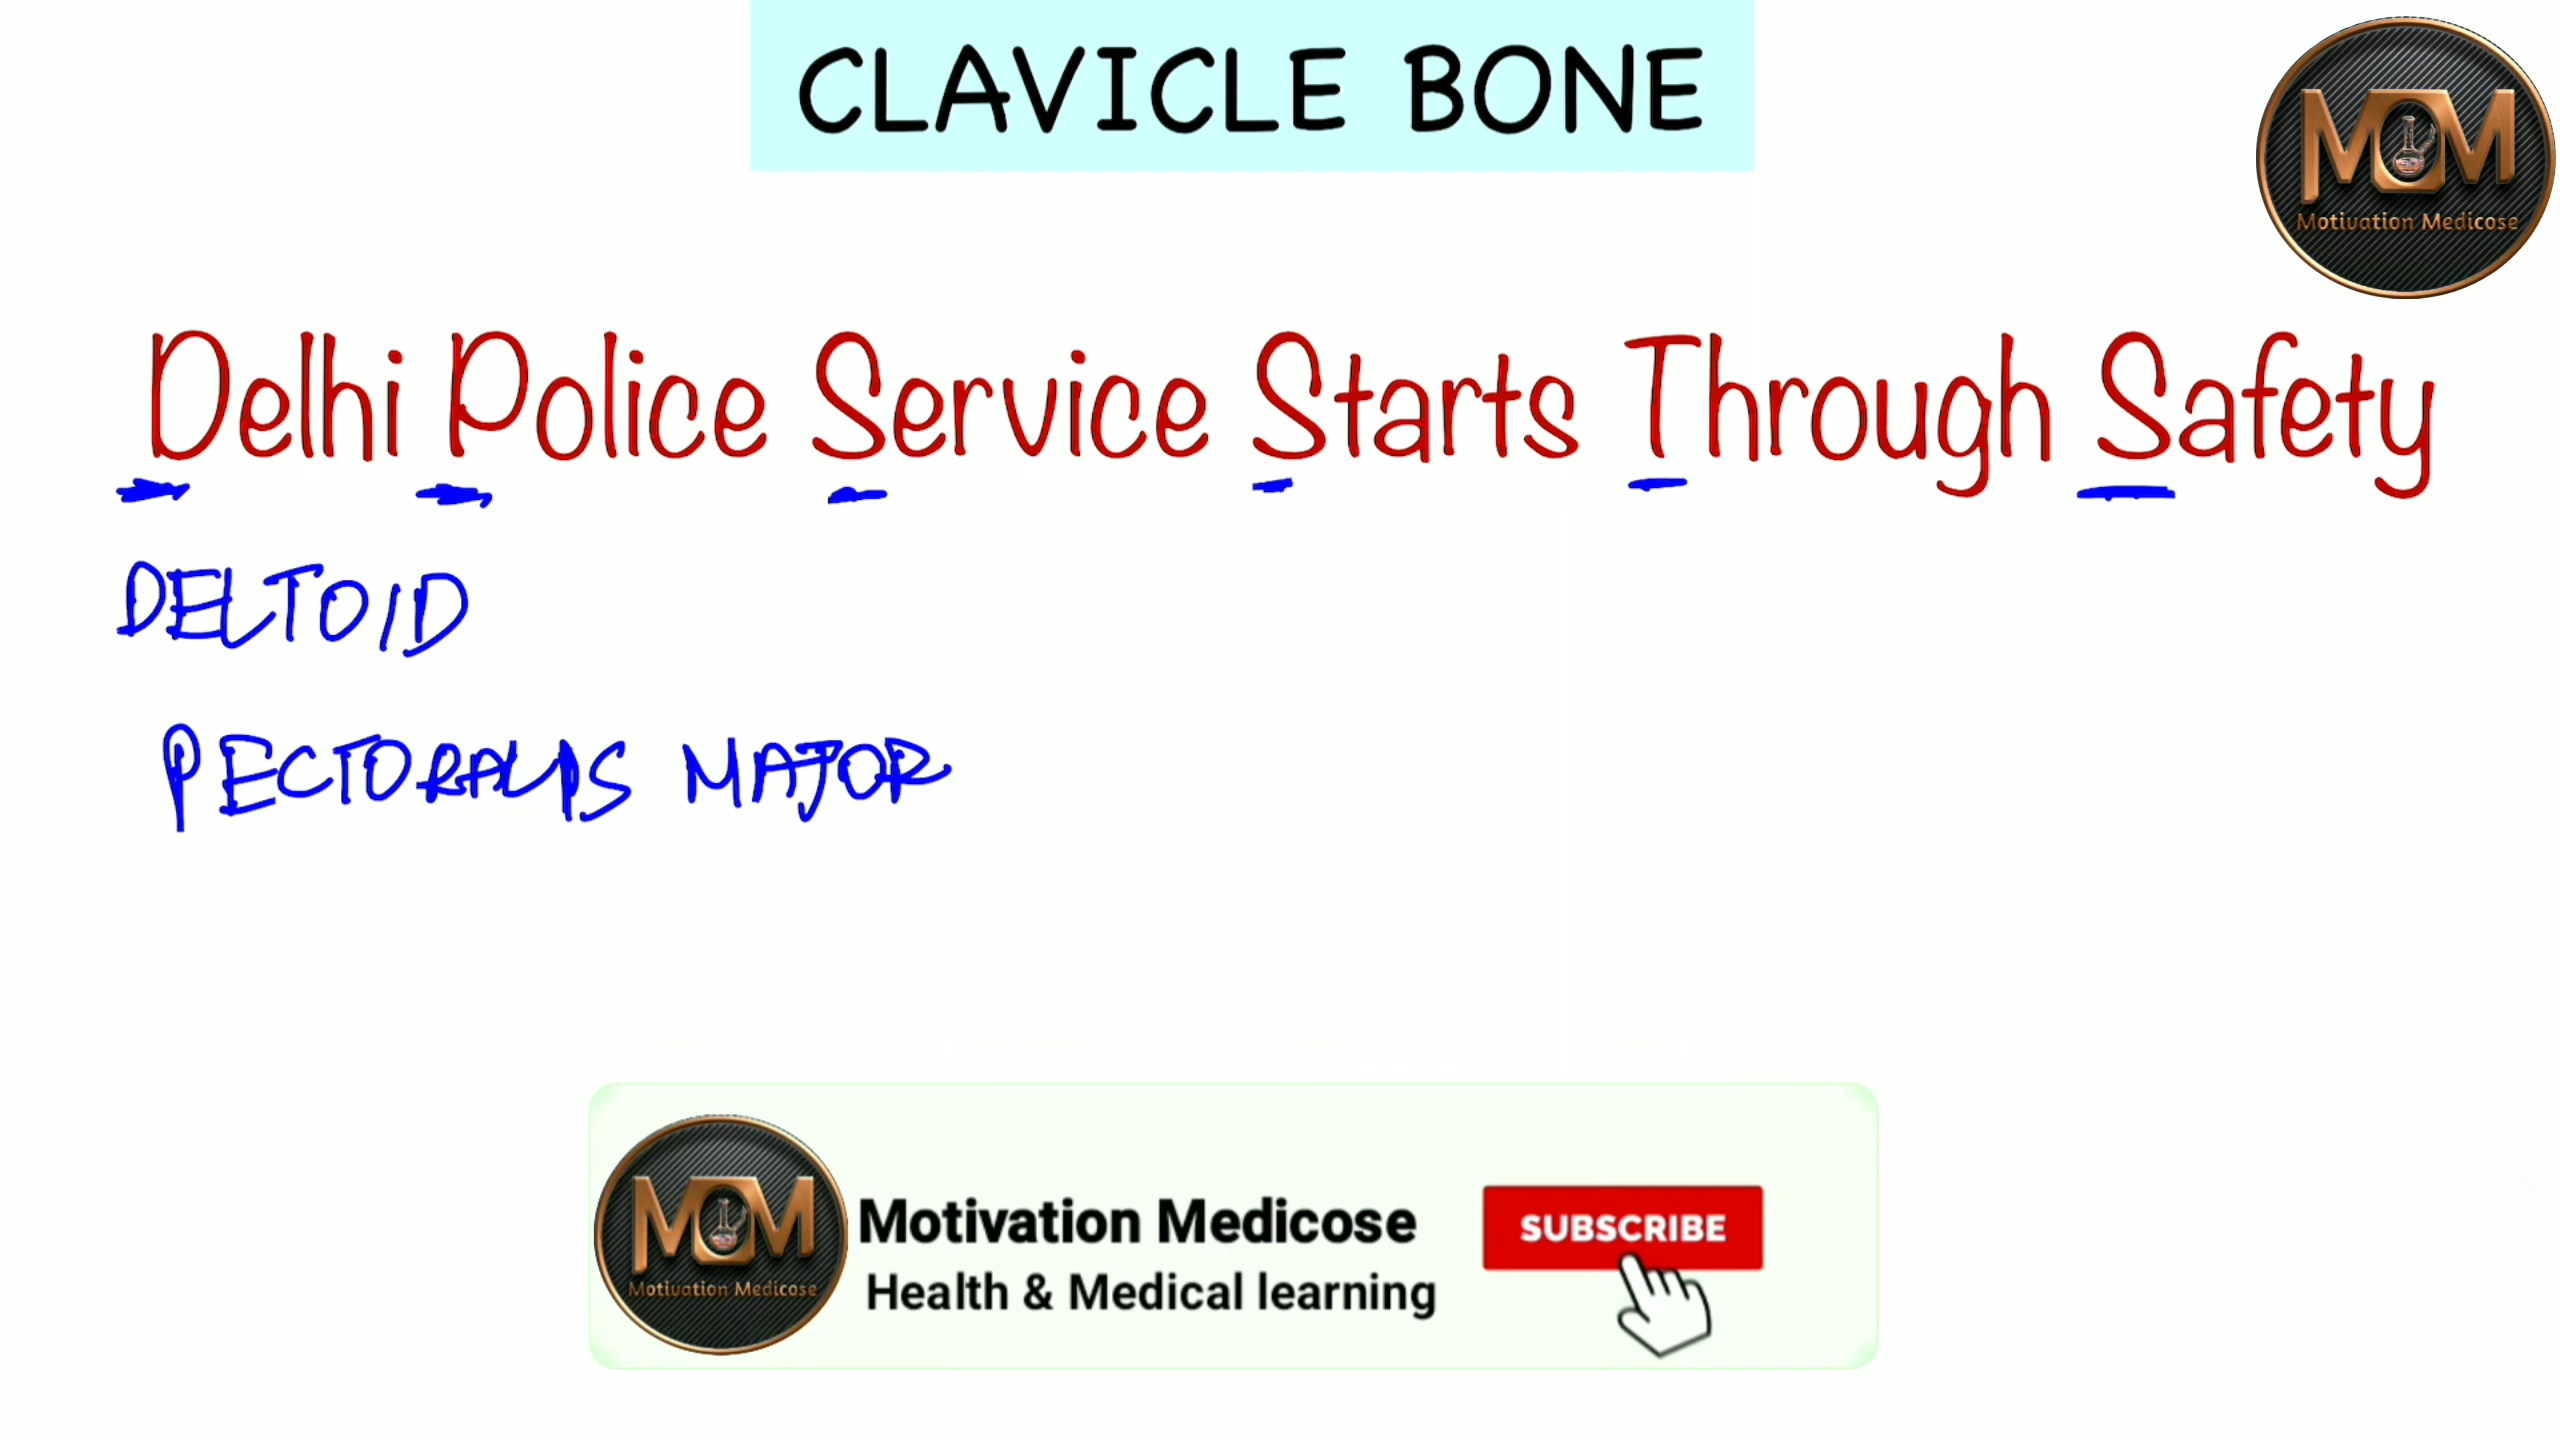 CLAVICLE BONE
MOM
Motivation Medicose
Delhi Police Service Starts Through Safety
DELTOID
PECTORALIS MAJOR
MOM
Motivation Medicose
Motivation Medicose
Health & Medical learning
SUBSCRIBE